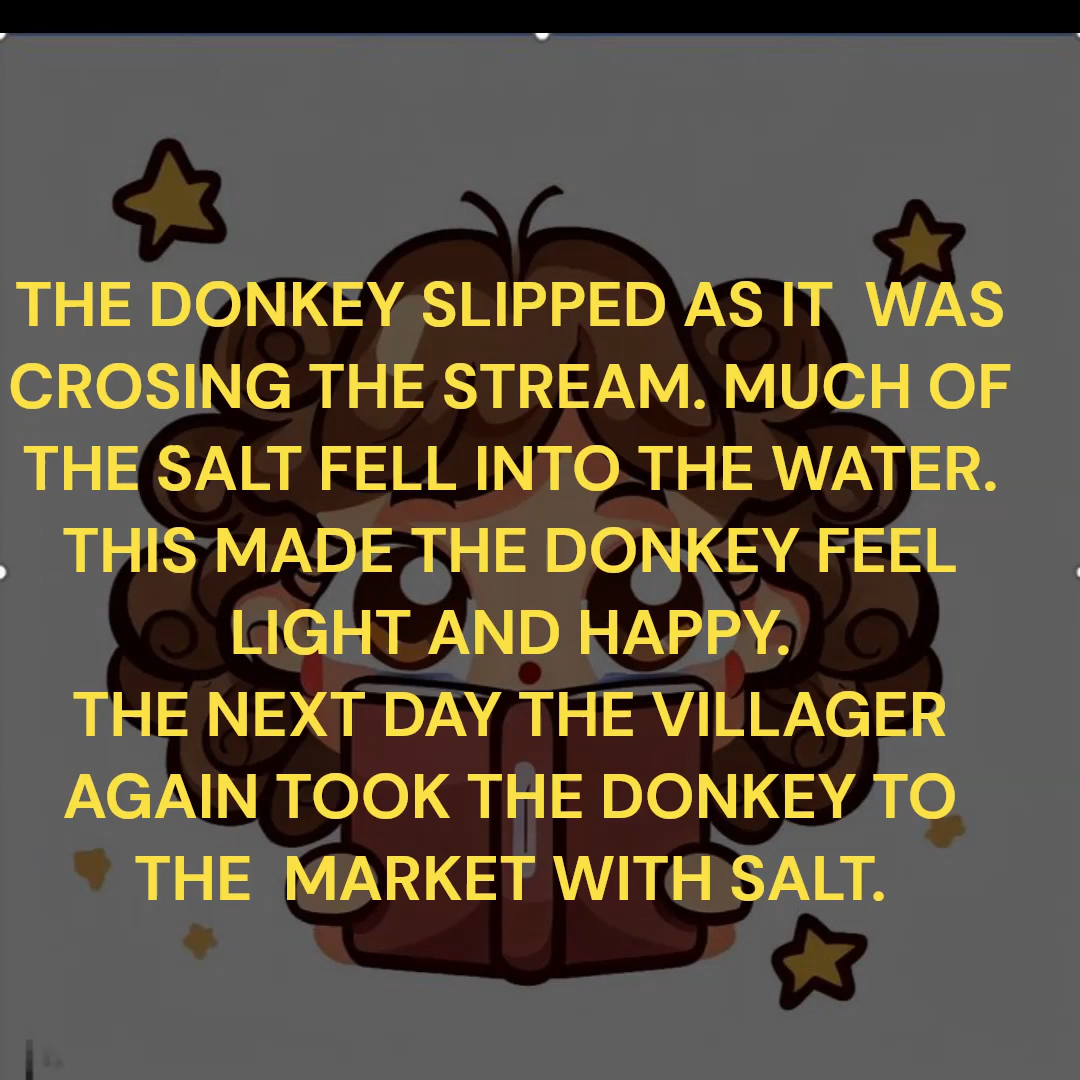 THE DONKEY SLIPPED AS IT  WAS
CROSING THE STREAM. MUCH OF
THE SALT FELL INTO THE WATER.
THIS MADE THE DONKEY FEEL
LIGHT AND HAPPY.
THE NEXT DAY THE VILLAGER
AGAIN TOOK THE DONKEY TO
THE  MARKET WITH SALT.